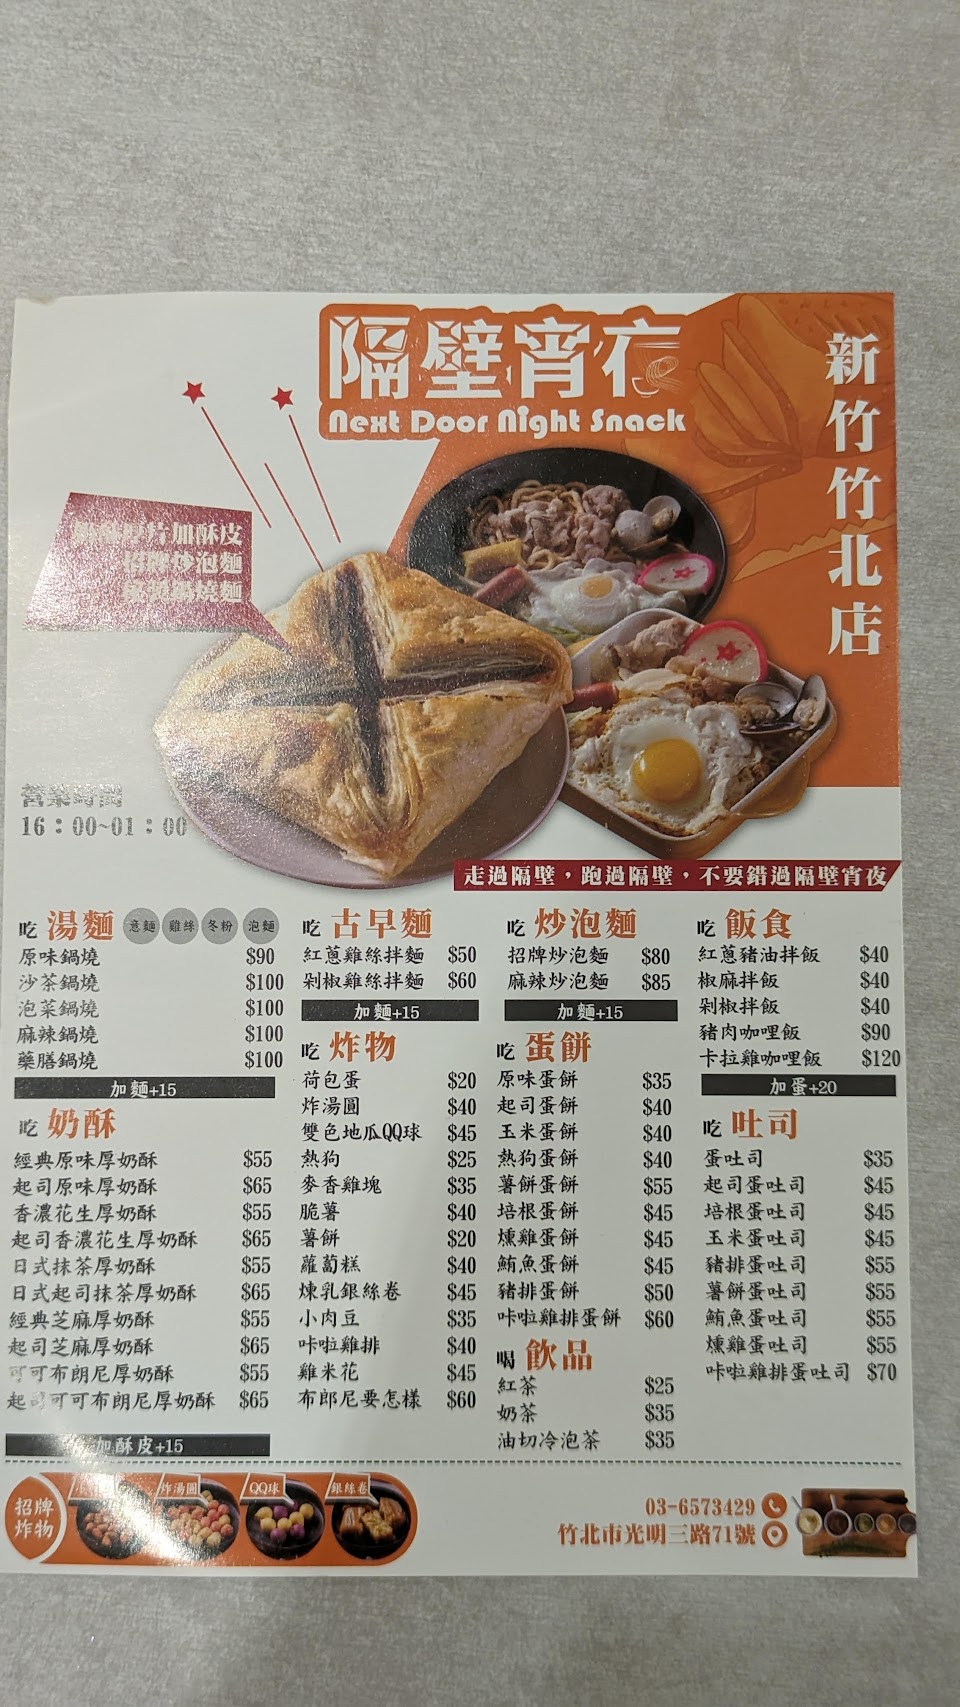 隔壁宵夜
Next Door Night Snack
新竹竹北店
厚片加酥皮
招牌炒泡麵
鍋燒麵
營業時間
16：00~01：00
走過隔壁，跑過隔壁，不要錯過隔壁宵夜
吃 湯麵 意麵 雞絲 冬粉 泡麵
原味鍋燒 $90
沙茶鍋燒 $100
泡菜鍋燒 $100
麻辣鍋燒 $100
藥膳鍋燒 $100
加麵+15
吃 奶酥
經典原味厚奶酥 $55
起司原味厚奶酥 $65
香濃花生厚奶酥 $55
起司香濃花生厚奶酥 $65
日式抹茶厚奶酥 $55
日式起司抹茶厚奶酥 $65
經典芝麻厚奶酥 $55
起司芝麻厚奶酥 $65
可可布朗尼厚奶酥 $55
起司可可布朗尼厚奶酥 $65
加酥皮+15
吃 古早麵
紅蔥雞絲拌麵 $50
剁椒雞絲拌麵 $60
加麵+15
吃 炸物
荷包蛋 $20
炸湯圓 $40
雙色地瓜QQ球 $45
熱狗 $25
麥香雞塊 $35
脆薯 $40
薯餅 $20
蘿蔔糕 $40
煉乳銀絲卷 $45
小肉豆 $35
咔啦雞排 $40
雞米花 $45
布郎尼要怎樣 $60
吃 炒泡麵
招牌炒泡麵 $80
麻辣炒泡麵 $85
加麵+15
吃 蛋餅
原味蛋餅 $35
起司蛋餅 $40
玉米蛋餅 $40
熱狗蛋餅 $40
薯餅蛋餅 $55
培根蛋餅 $45
燻雞蛋餅 $45
鮪魚蛋餅 $45
豬排蛋餅 $50
咔啦雞排蛋餅 $60
喝 飲品
紅茶 $25
奶茶 $35
油切冷泡茶 $35
吃 飯食
紅蔥豬油拌飯 $40
椒麻拌飯 $40
剁椒拌飯 $40
豬肉咖哩飯 $90
卡拉雞咖哩飯 $120
加蛋+20
吃 吐司
蛋吐司 $35
起司蛋吐司 $45
培根蛋吐司 $45
玉米蛋吐司 $45
豬排蛋吐司 $55
薯餅蛋吐司 $55
鮪魚蛋吐司 $55
燻雞蛋吐司 $55
咔啦雞排蛋吐司 $70
招牌
炸物
炸湯圓
QQ球
銀絲卷
03-6573429
竹北市光明三路71號